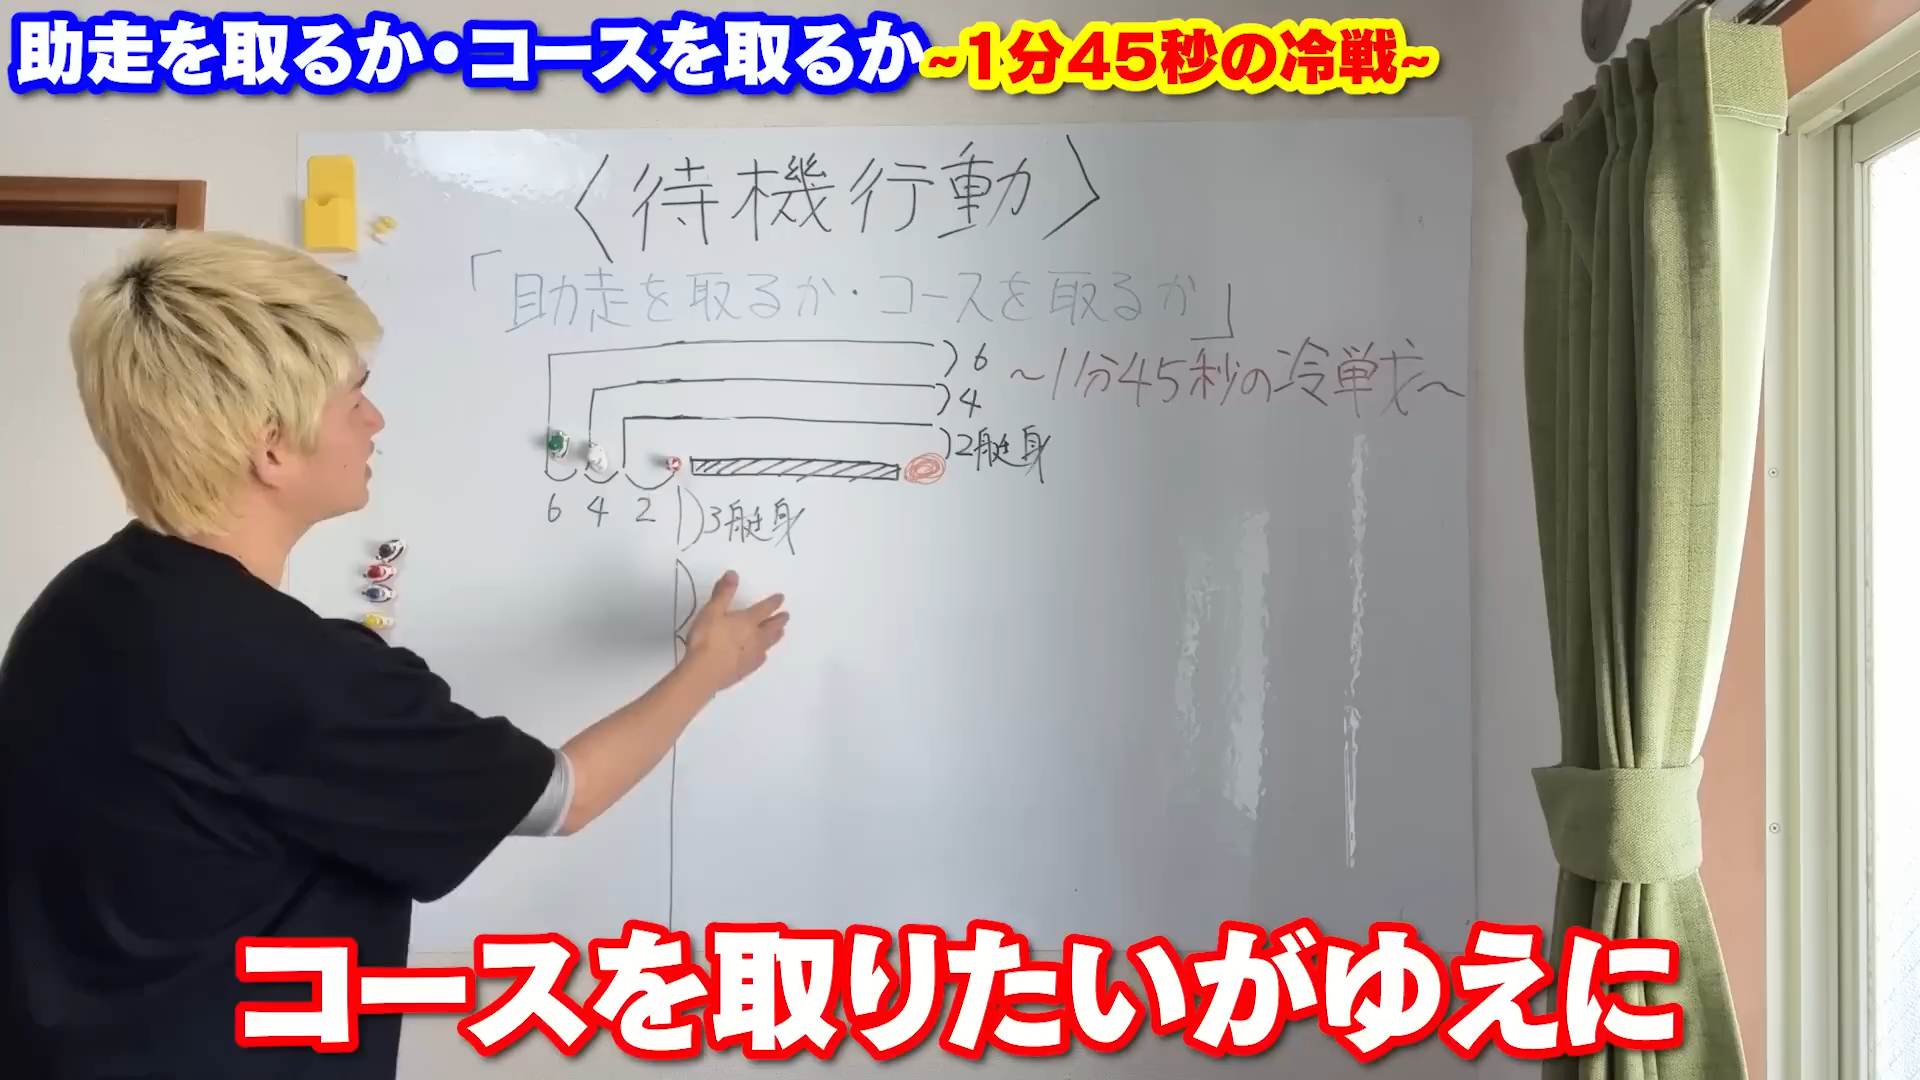 助走を取るか・コースを取るか~1分45秒の冷戦~
〈待機行動〉
「助走を取るか・コースを取るか」
~1分45秒の冷戦~
)6
)4
)2艇身
6 4 2 )3艇身
コースを取りたいがゆえに